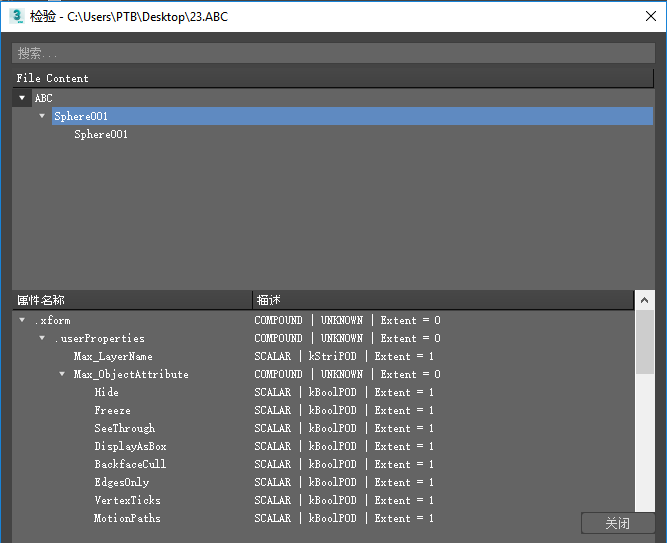 检验 - C:\Users\PTB\Desktop\23.ABC
搜索...
File Content
ABC
Sphere001
Sphere001
属性名称 描述
.xform COMPOUND | UNKNOWN | Extent = 0
.userProperties COMPOUND | UNKNOWN | Extent = 0
Max_LayerName SCALAR | kStriPOD | Extent = 1
Max_ObjectAttribute COMPOUND | UNKNOWN | Extent = 0
Hide SCALAR | kBoolPOD | Extent = 1
Freeze SCALAR | kBoolPOD | Extent = 1
SeeThrough SCALAR | kBoolPOD | Extent = 1
DisplayAsBox SCALAR | kBoolPOD | Extent = 1
BackfaceCull SCALAR | kBoolPOD | Extent = 1
EdgesOnly SCALAR | kBoolPOD | Extent = 1
VertexTicks SCALAR | kBoolPOD | Extent = 1
MotionPaths SCALAR | kBoolPOD | Extent = 1
关闭